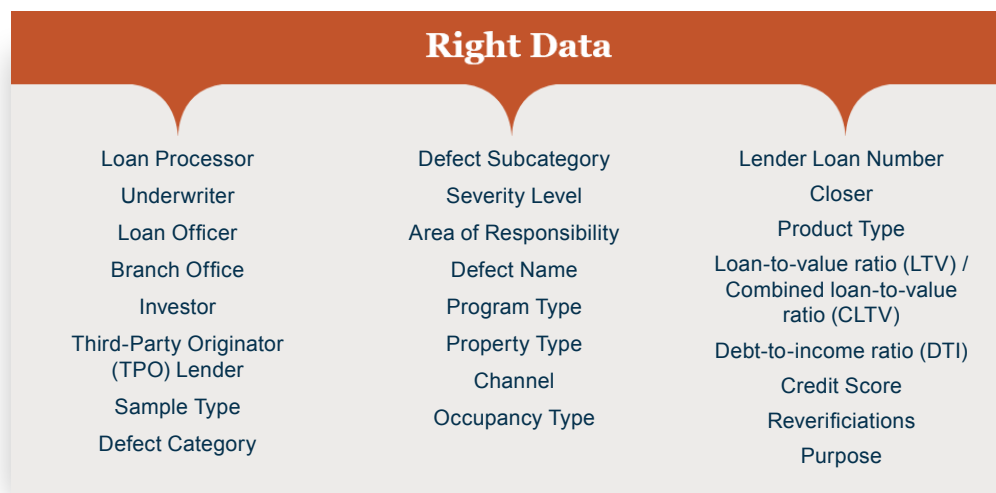 Right Data
Loan Processor
Underwriter
Loan Officer
Branch Office
Investor
Third-Party Originator
(TPO) Lender
Sample Type
Defect Category
Defect Subcategory
Severity Level
Area of Responsibility
Defect Name
Program Type
Property Type
Channel
Occupancy Type
Lender Loan Number
Closer
Product Type
Loan-to-value ratio (LTV) /
Combined loan-to-value
ratio (CLTV)
Debt-to-income ratio (DTI)
Credit Score
Reverificiations
Purpose